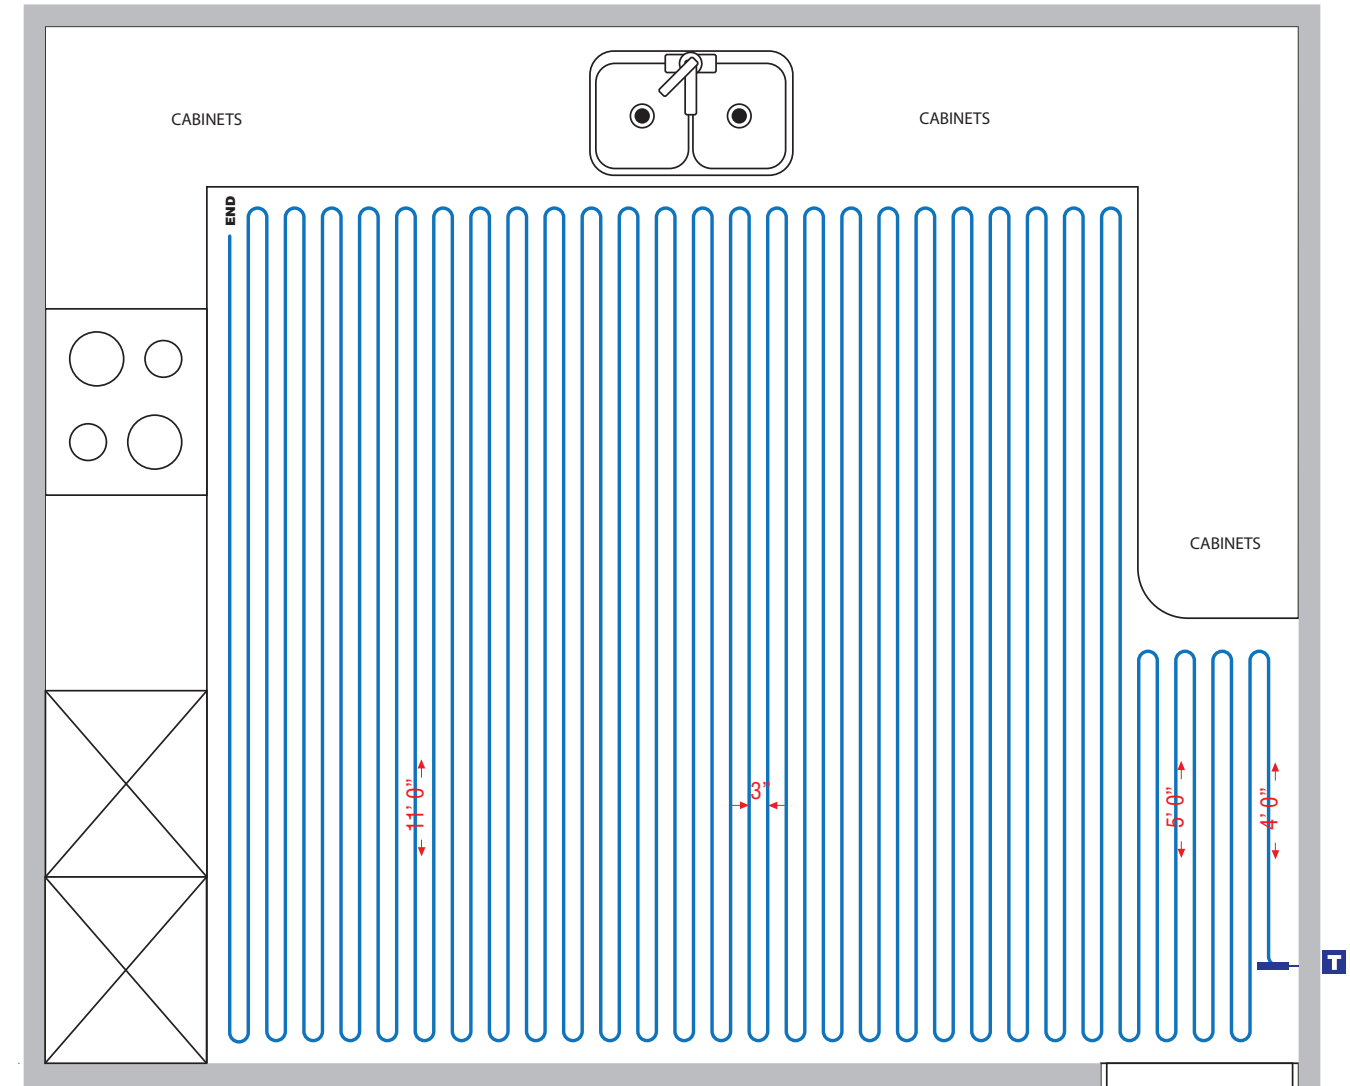 CABINETS
CABINETS
END
CABINETS
11' 0"
3"
5' 0"
4' 0"
T